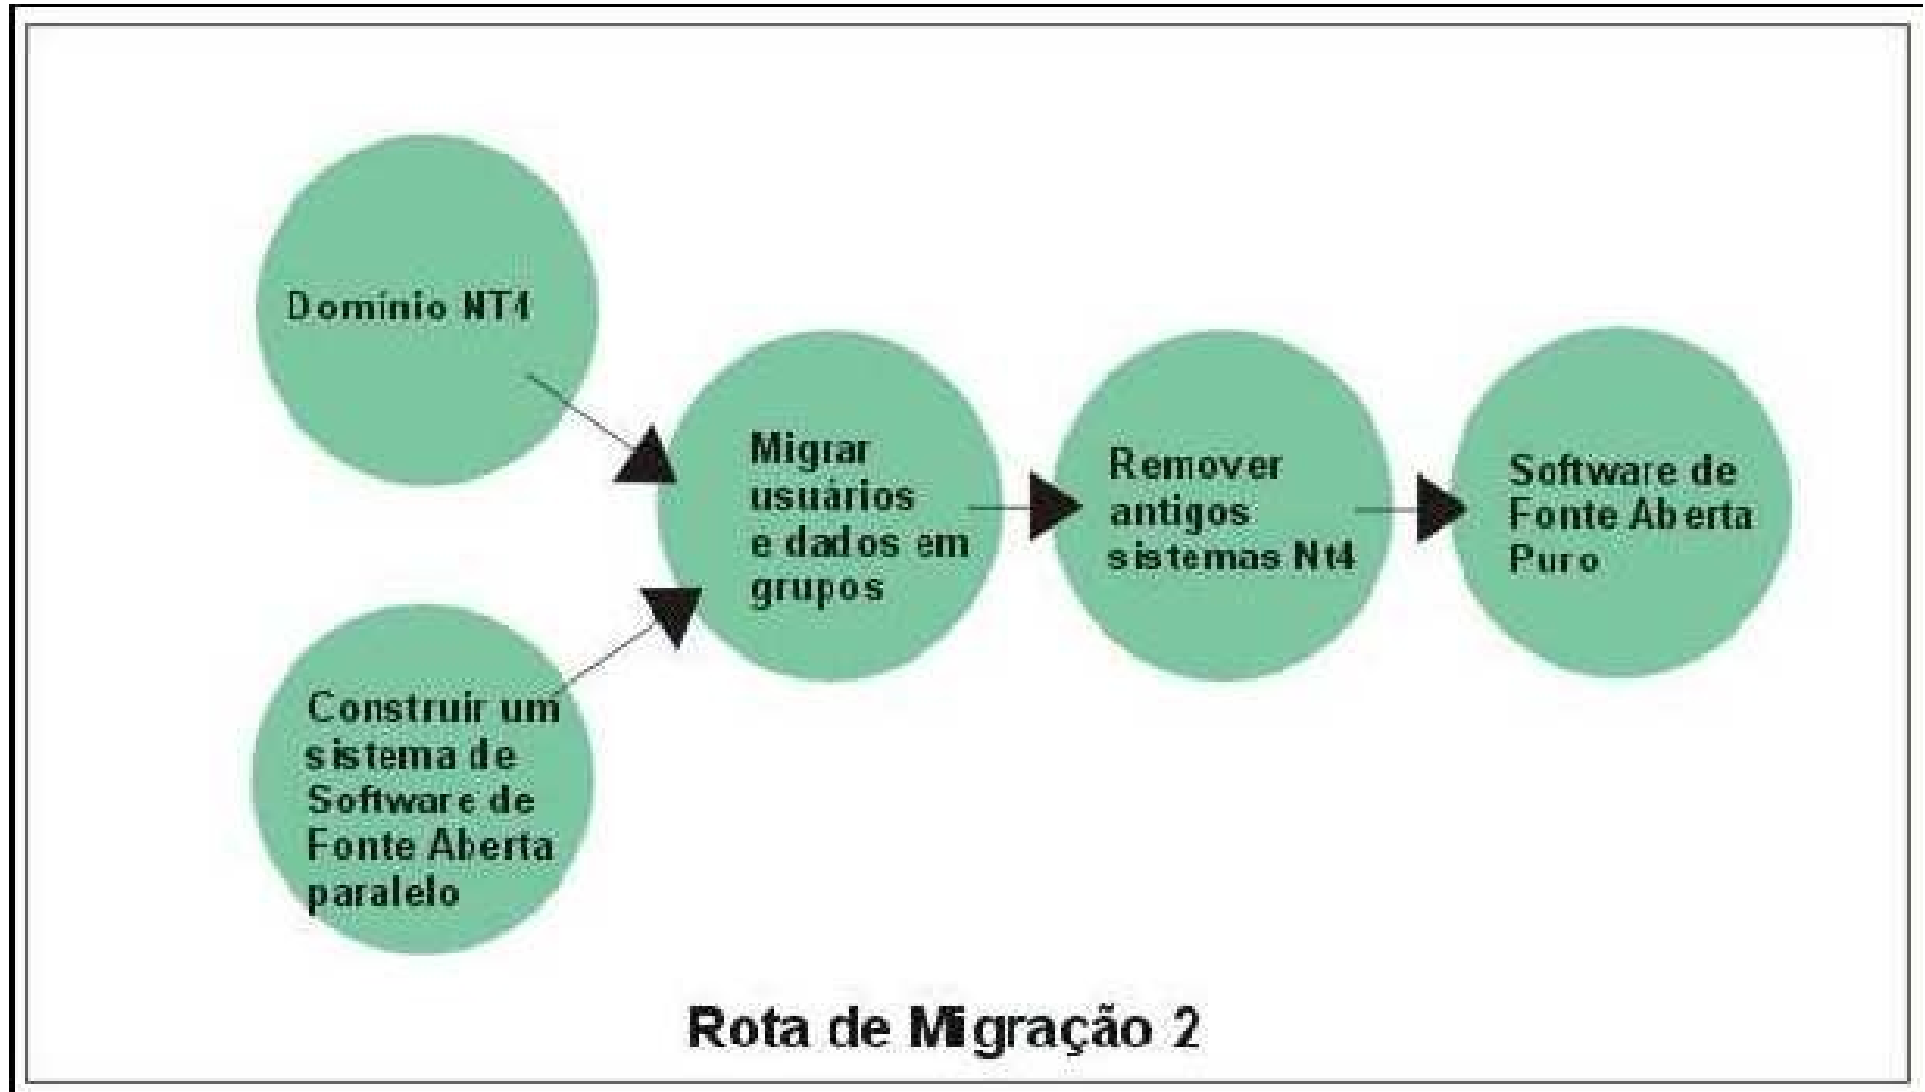 Domínio NT4
Migrar
usuários
e dados em
grupos
Remover
antigos
sistemas Nt4
Software de
Fonte Aberta
Puro
Construir um
sistema de
Software de
Fonte Aberta
paralelo
Rota de Migração 2